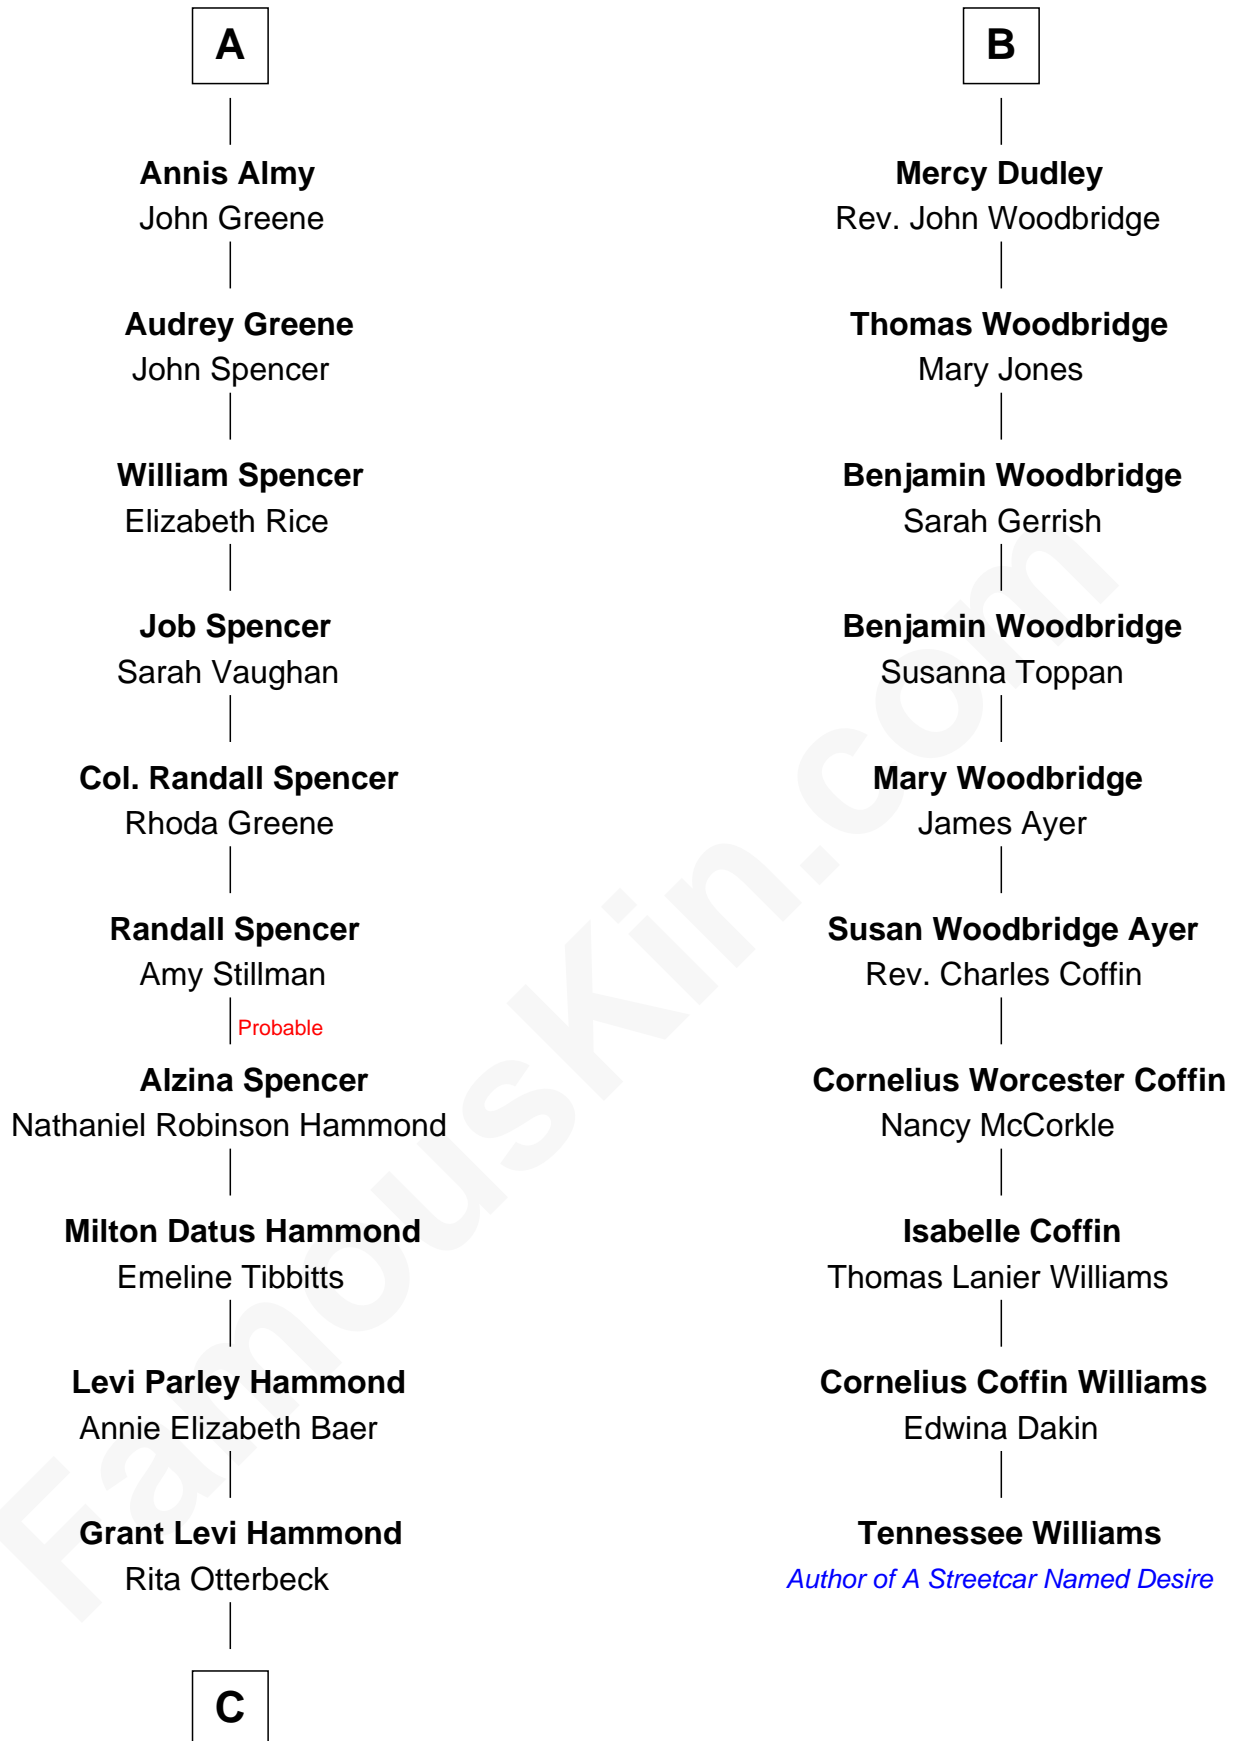 A
Annis Almy
John Greene
Audrey Greene
John Spencer
William Spencer
Elizabeth Rice
Job Spencer
Sarah Vaughan
Col. Randall Spencer
Rhoda Greene
Randall Spencer
Amy Stillman
Probable
Alzina Spencer
Nathaniel Robinson Hammond
Milton Datus Hammond
Emeline Tibbitts
Levi Parley Hammond
Annie Elizabeth Baer
Grant Levi Hammond
Rita Otterbeck
C
B
Mercy Dudley
Rev. John Woodbridge
Thomas Woodbridge
Mary Jones
Benjamin Woodbridge
Sarah Gerrish
Benjamin Woodbridge
Susanna Toppan
Mary Woodbridge
James Ayer
Susan Woodbridge Ayer
Rev. Charles Coffin
Cornelius Worcester Coffin
Nancy McCorkle
Isabelle Coffin
Thomas Lanier Williams
Cornelius Coffin Williams
Edwina Dakin
Tennessee Williams
Author of A Streetcar Named Desire
FamousKin.com